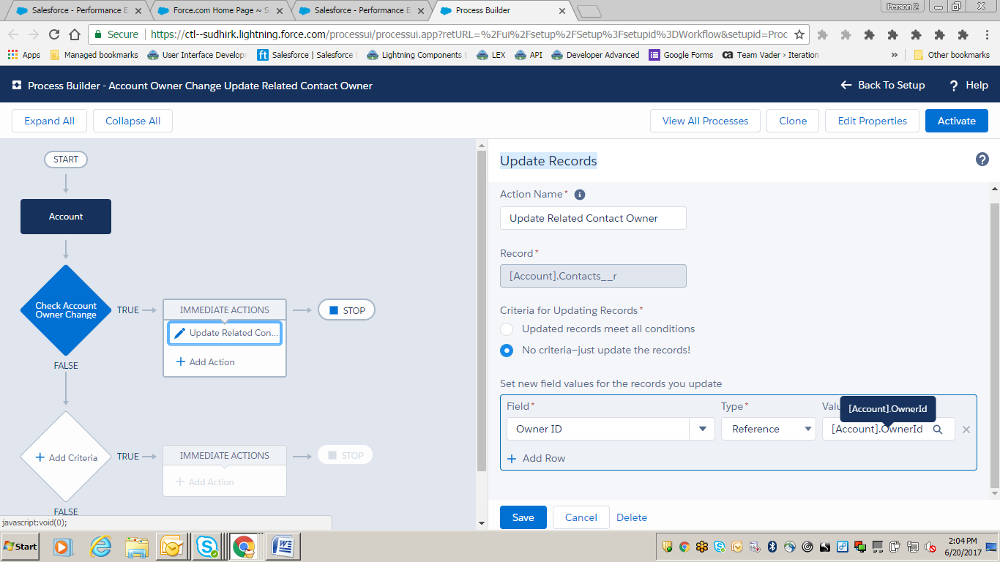 Salesforce - Performance E
Force.com Home Page ~ S
Salesforce - Performance E
Process Builder
Person 2
Secure
https://ctl--sudhirk.lightning.force.com/processui/processui.app?retURL=%2Fui%2Fsetup%2FSetup%3Fsetupid%3DWorkflow&setupid=Proc
Apps
Managed bookmarks
User Interface Develop
Salesforce | Salesforce
Lightning Components
LEX
API
Developer Advanced
Google Forms
Team Vader › Iteration
»
Other bookmarks
Process Builder - Account Owner Change Update Related Contact Owner
Back To Setup
? Help
Expand All
Collapse All
View All Processes
Clone
Edit Properties
Activate
START
Account
Check Account
Owner Change
TRUE
IMMEDIATE ACTIONS
Update Related Con...
+ Add Action
STOP
FALSE
+ Add Criteria
TRUE
IMMEDIATE ACTIONS
+ Add Action
STOP
FALSE
javascript:void(0);
Update Records
?
Action Name*
Update Related Contact Owner
Record*
[Account].Contacts__r
Criteria for Updating Records*
Updated records meet all conditions
No criteria—just update the records!
Set new field values for the records you update
Field*
Type*
Valu
[Account].OwnerId
Owner ID
Reference
[Account].OwnerId
+ Add Row
Save
Cancel
Delete
Start
2:04 PM
6/20/2017